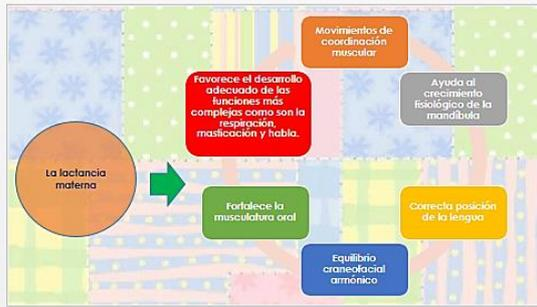 La lactancia
materna
Movimientos de
coordinación
muscular
Ayuda al
crecimiento
fisiológico de la
mandíbula
Correcta posición
de la lengua
Equilibrio
craneofacial
armónico
Fortalece la
musculatura oral
Favorece el desarrollo
adecuado de las
funciones más
complejas como son la
respiración,
masticación y habla.